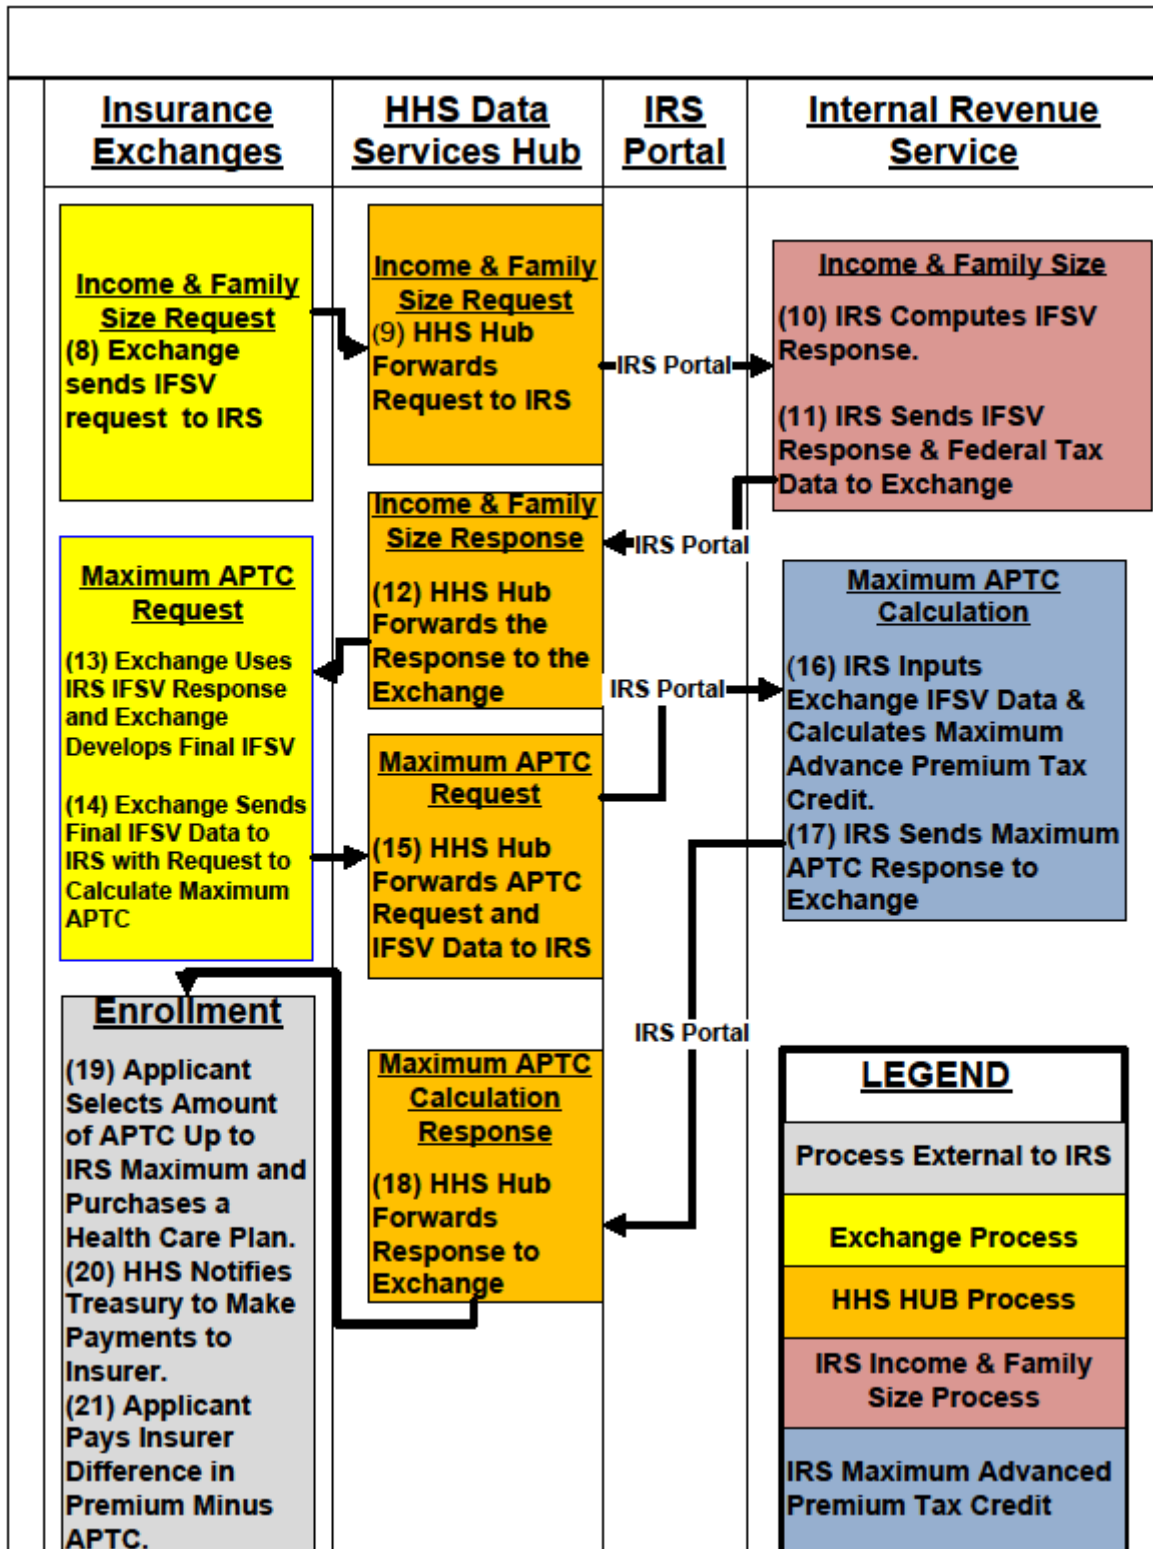 Insurance
Exchanges
HHS Data
Services Hub
IRS
Portal
Internal Revenue
Service
Income & Family
Size Request
(8) Exchange
sends IFSV
request to IRS
Income & Family
Size Request
(9) HHS Hub
Forwards
Request to IRS
IRS Portal
Income & Family Size
(10) IRS Computes IFSV
Response.
(11) IRS Sends IFSV
Response & Federal Tax
Data to Exchange
IRS Portal
Income & Family
Size Response
(12) HHS Hub
Forwards the
Response to the
Exchange
Maximum APTC
Request
(13) Exchange Uses
IRS IFSV Response
and Exchange
Develops Final IFSV
(14) Exchange Sends
Final IFSV Data to
IRS with Request to
Calculate Maximum
APTC
Maximum APTC
Request
(15) HHS Hub
Forwards APTC
Request and
IFSV Data to IRS
IRS Portal
Maximum APTC
Calculation
(16) IRS Inputs
Exchange IFSV Data &
Calculates Maximum
Advance Premium Tax
Credit.
(17) IRS Sends Maximum
APTC Response to
Exchange
IRS Portal
Maximum APTC
Calculation
Response
(18) HHS Hub
Forwards
Response to
Exchange
Enrollment
(19) Applicant
Selects Amount
of APTC Up to
IRS Maximum and
Purchases a
Health Care Plan.
(20) HHS Notifies
Treasury to Make
Payments to
Insurer.
(21) Applicant
Pays Insurer
Difference in
Premium Minus
APTC.
LEGEND
Process External to IRS
Exchange Process
HHS HUB Process
IRS Income & Family
Size Process
IRS Maximum Advanced
Premium Tax Credit